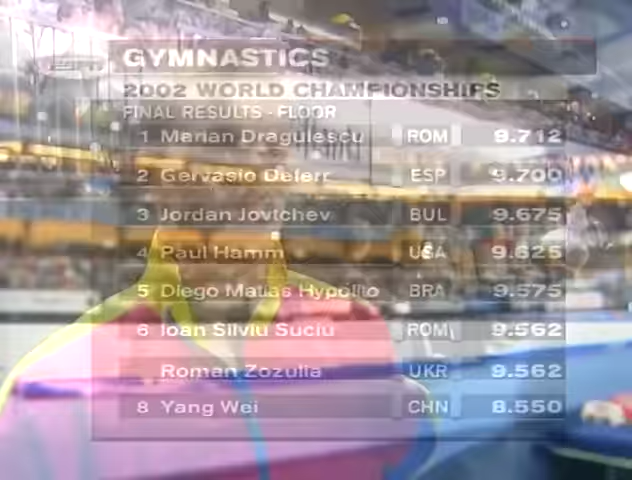 GYMNASTICS
2002 WORLD CHAMPIONSHIPS
FINAL RESULTS - FLOOR
1 Marian Dragulescu ROM 9.712
2 Gervasio Deferr ESP 9.700
3 Jordan Jovtchev BUL 9.675
4 Paul Hamm USA 9.625
5 Diego Matias Hypolito BRA 9.575
6 Ioan Silviu Suciu ROM 9.562
Roman Zozulia UKR 9.562
8 Yang Wei CHN 8.550